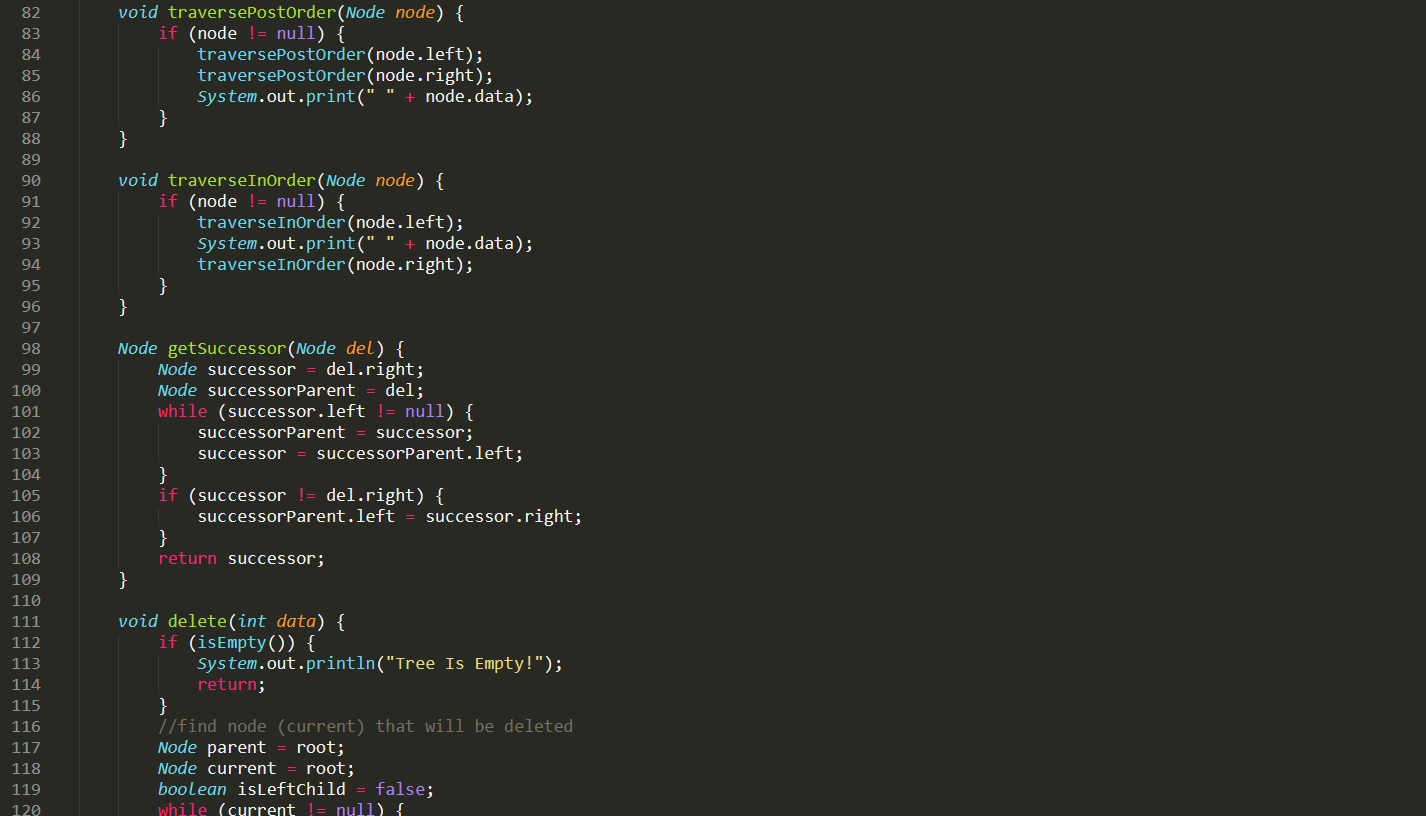 82 void traversePostOrder(Node node) {
83 if (node != null) {
84 traversePostOrder(node.left);
85 traversePostOrder(node.right);
86 System.out.print(" " + node.data);
87 }
88 }
89
90 void traverseInOrder(Node node) {
91 if (node != null) {
92 traverseInOrder(node.left);
93 System.out.print(" " + node.data);
94 traverseInOrder(node.right);
95 }
96 }
97
98 Node getSuccessor(Node del) {
99 Node successor = del.right;
100 Node successorParent = del;
101 while (successor.left != null) {
102 successorParent = successor;
103 successor = successorParent.left;
104 }
105 if (successor != del.right) {
106 successorParent.left = successor.right;
107 }
108 return successor;
109 }
110
111 void delete(int data) {
112 if (isEmpty()) {
113 System.out.println("Tree Is Empty!");
114 return;
115 }
116 //find node (current) that will be deleted
117 Node parent = root;
118 Node current = root;
119 boolean isLeftChild = false;
120 while (current != null) {